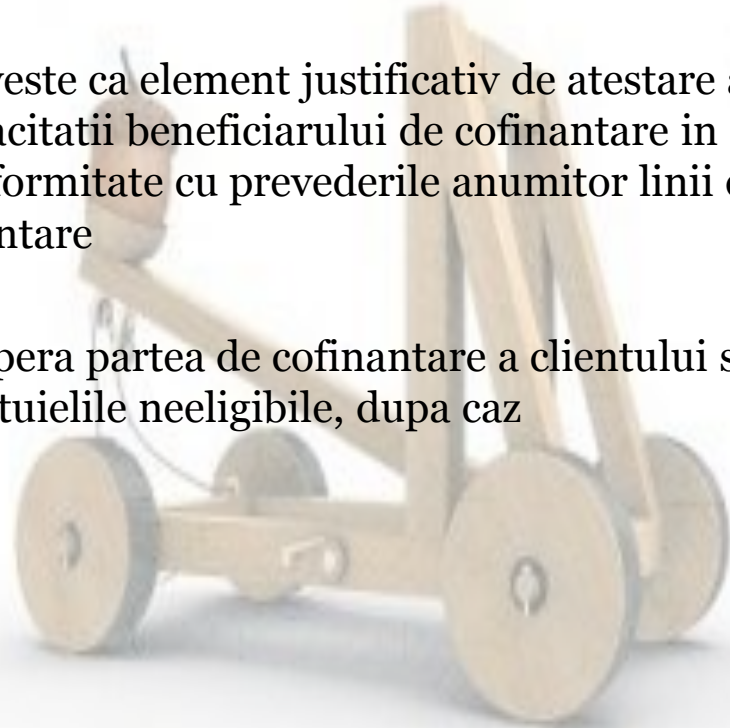 veste ca element justificativ de atestare a
acitatii beneficiarului de cofinantare in
formitate cu prevederile anumitor linii
ntare
pera partea de cofinantare a clientului s
tuielile neeligibile, dupa caz